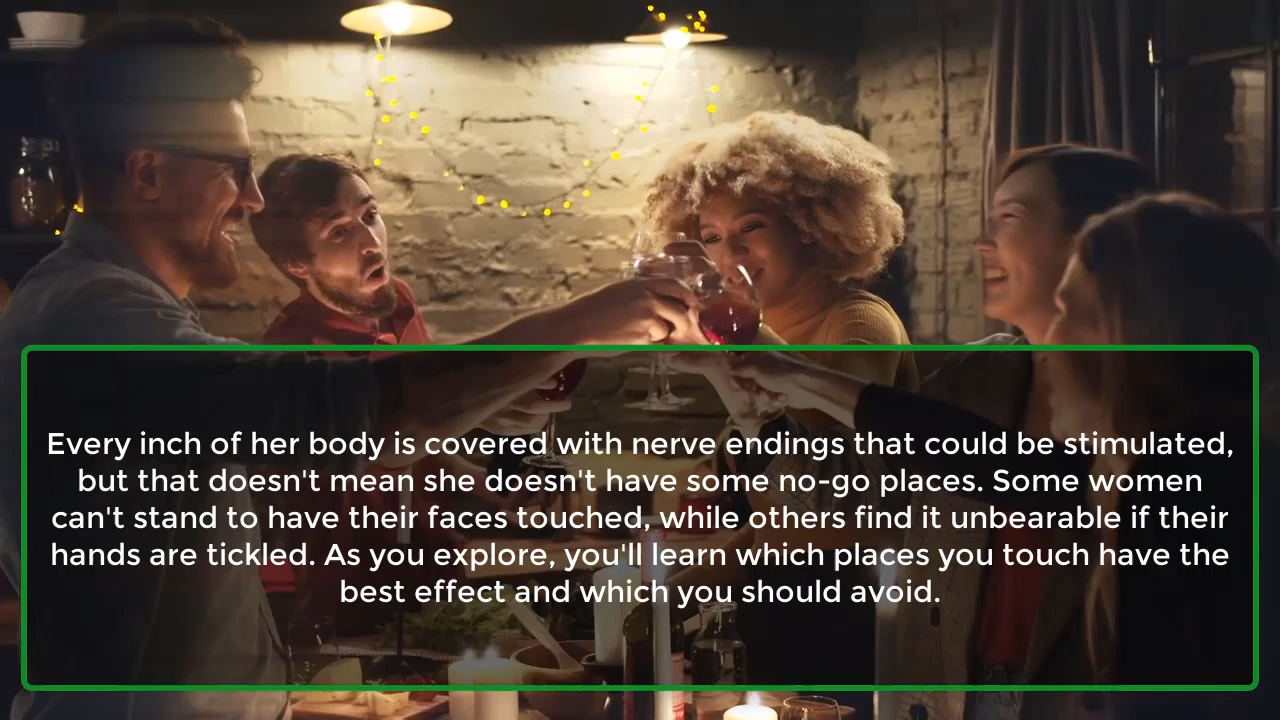 Every inch of her body is covered with nerve endings that could be stimulated,
but that doesn't mean she doesn't have some no-go places. Some women
can't stand to have their faces touched, while others find it unbearable if their
hands are tickled. As you explore, you'll learn which places you touch have the
best effect and which you should avoid.